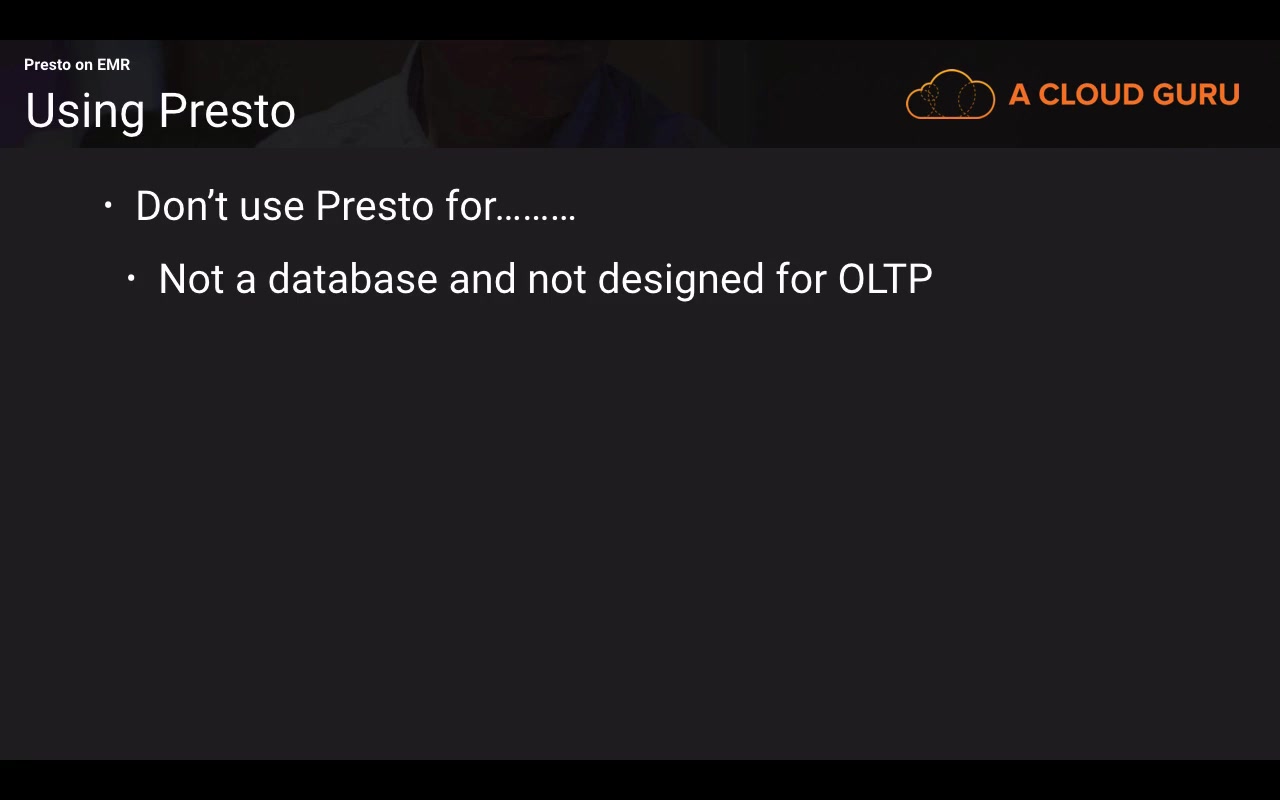 Presto on EMR
Using Presto
A CLOUD GURU
• Don’t use Presto for………
• Not a database and not designed for OLTP